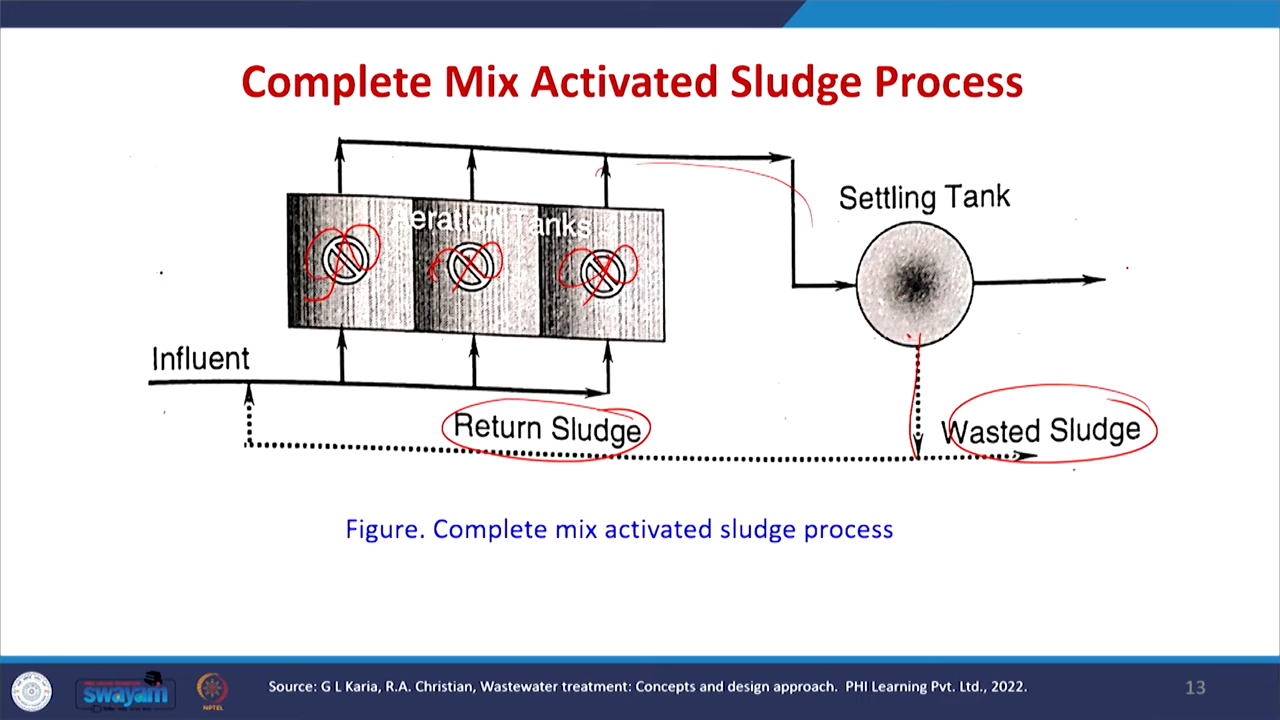 Complete Mix Activated Sludge Process
Settling Tank
Aeration Tanks
Influent
Return Sludge
Wasted Sludge
Figure. Complete mix activated sludge process
swayam
NPTEL
Source: G L Karia, R.A. Christian, Wastewater treatment: Concepts and design approach. PHI Learning Pvt. Ltd., 2022.
13